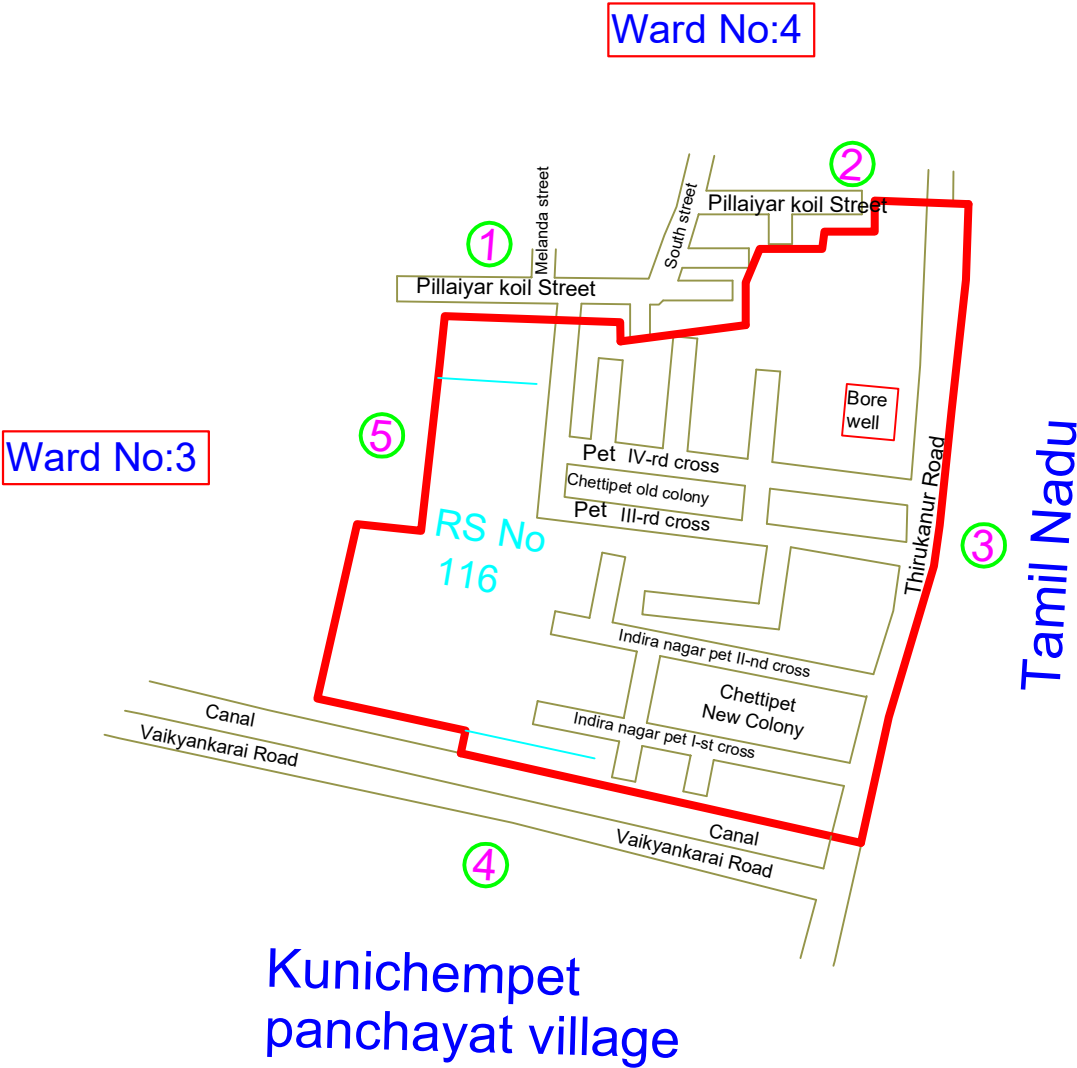 Ward No:4
2
Melanda street
South street
Pillaiyar koil Street
1
Pillaiyar koil Street
Bore
well
5
Ward No:3
Pet IV-rd cross
Chettipet old colony
Pet III-rd cross
Thirukanur Road
3
Tamil Nadu
RS No
116
Indira nagar pet II-nd cross
Chettipet
New Colony
Indira nagar pet I-st cross
Canal
Vaikyankarai Road
Canal
Vaikyankarai Road
4
Kunichempet
panchayat village